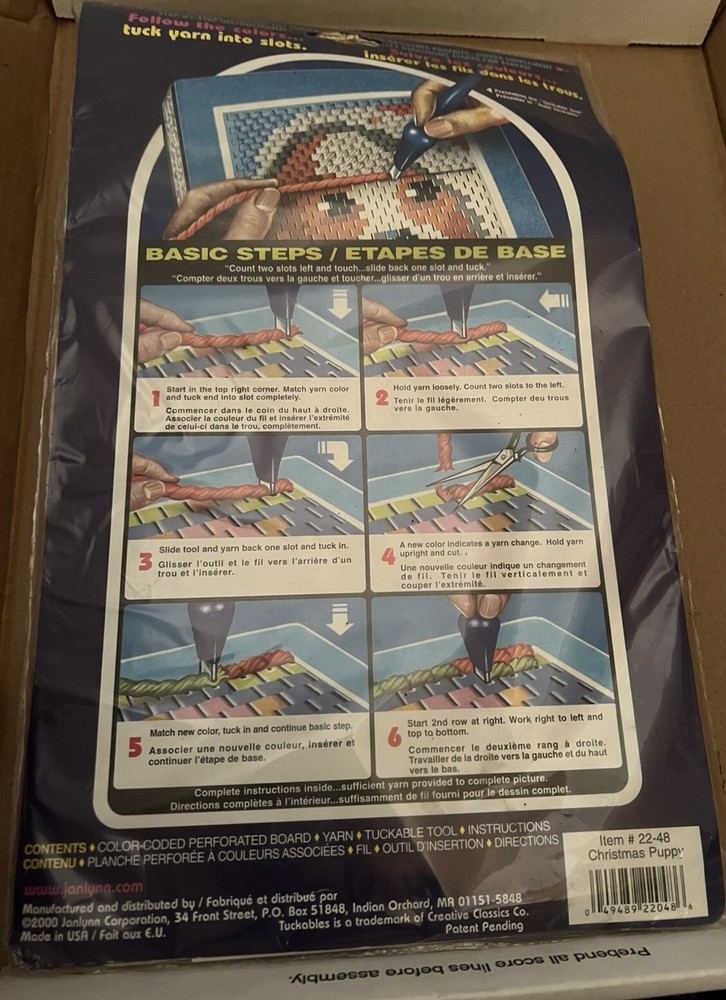 Follow the colors...
tuck yarn into slots.
Suivre les couleurs...
insérer les fils dans les trous.
BASIC STEPS / ETAPES DE BASE
"Count two slots left and touch...slide back one slot and tuck."
"Compter deux trous vers la gauche et toucher...glisser d'un trou en arrière et insérer."
1 Start in the top right corner. Match yarn color
and tuck end into slot completely.
Commencer dans le coin du haut à droite.
Associer la couleur du fil et insérer l'extrémité
de celui-ci dans le trou, complètement.
2 Hold yarn loosely. Count two slots to the left.
Tenir le fil légèrement. Compter deu trous
vers la gauche.
3 Slide tool and yarn back one slot and tuck in.
Glisser l'outil et le fil vers l'arrière d'un
trou et l'insérer.
4 A new color indicates a yarn change. Hold yarn
upright and cut.
Une nouvelle couleur indique un changement
de fil. Tenir le fil verticalement et
couper l'extrémité.
5 Match new color, tuck in and continue basic step.
Associer une nouvelle couleur, insérer et
continuer l'étape de base.
6 Start 2nd row at right. Work right to left and
top to bottom.
Commencer le deuxième rang à droite.
Travailler de la droite vers la gauche et du haut
vers le bas.
Complete instructions inside...sufficient yarn provided to complete picture.
Directions complètes à l'intérieur...suffisamment de fil fourni pour le dessin complet.
CONTENTS ♦ COLOR-CODED PERFORATED BOARD ♦ YARN ♦ TUCKABLE TOOL ♦ INSTRUCTIONS
CONTENU ♦ PLANCHE PERFORÉE À COULEURS ASSOCIÉES ♦ FIL ♦ OUTIL D'INSERTION ♦ DIRECTIONS
www.janlynn.com
Manufactured and distributed by / Fabriqué et distribué par
©2000 Janlynn Corporation, 34 Front Street, P.O. Box 51848, Indian Orchard, MA 01151-5848
Tuckables is a trademark of Creative Classics Co.
Made in USA / Fait aux E.U.
Patent Pending
Item # 22-48
Christmas Puppy
0 49489 22048 6
Prebend all score lines before assembly.